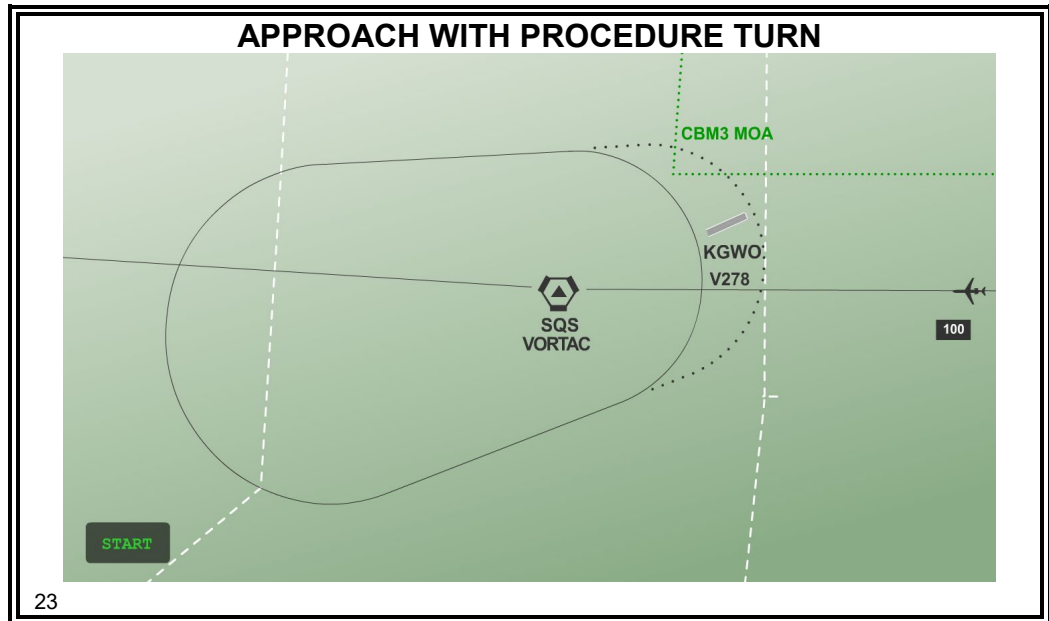 APPROACH WITH PROCEDURE TURN
CBM3 MOA
KGWO
V278
SQS
VORTAC
100
START
23